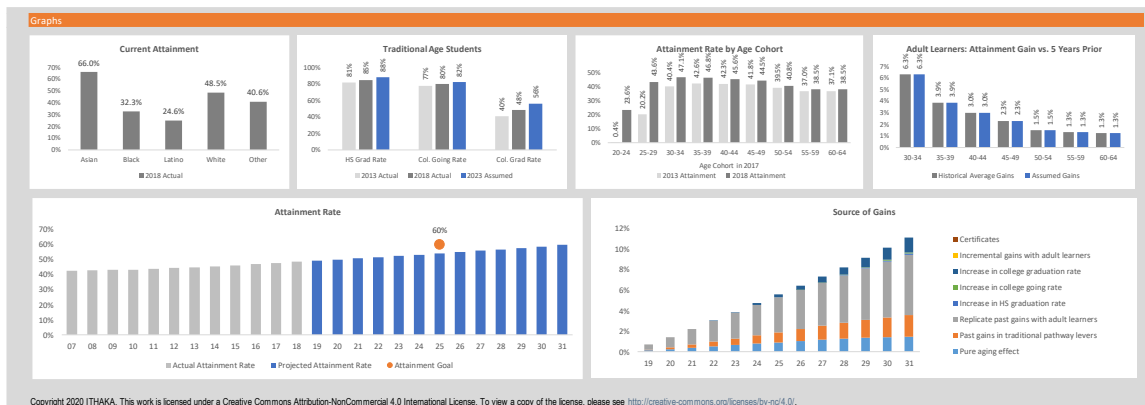 Graphs
Current Attainment
70%
60%
50%
40%
30%
20%
10%
0%
66.0%
32.3%
24.6%
48.5%
40.6%
Asian Black Latino White Other
2018 Actual
Traditional Age Students
100%
80%
60%
40%
20%
0%
81% 85% 88%
77% 80% 82%
40% 48% 56%
HS Grad Rate Col. Going Rate Col. Grad Rate
2013 Actual 2018 Actual 2023 Assumed
Attainment Rate by Age Cohort
50%
40%
30%
20%
10%
0%
0.4% 23.6% 20.2% 43.6% 40.4% 47.1% 42.6% 46.8% 42.3% 45.6% 41.8% 44.5% 39.5% 40.8% 37.0% 38.5% 37.1% 38.5%
20-24 25-29 30-34 35-39 40-44 45-49 50-54 55-59 60-64
Age Cohort in 2017
2013 Attainment 2018 Attainment
Adult Learners: Attainment Gain vs. 5 Years Prior
7%
6%
5%
4%
3%
2%
1%
0%
6.3% 6.3% 3.9% 3.9% 3.0% 3.0% 2.3% 2.3% 1.5% 1.5% 1.3% 1.3% 1.3% 1.3%
30-34 35-39 40-44 45-49 50-54 55-59 60-64
Historical Average Gains Assumed Gains
Attainment Rate
70%
60%
50%
40%
30%
20%
10%
0%
60%
07 08 09 10 11 12 13 14 15 16 17 18 19 20 21 22 23 24 25 26 27 28 29 30 31
Actual Attainment Rate Projected Attainment Rate Attainment Goal
Source of Gains
12%
10%
8%
6%
4%
2%
0%
19 20 21 22 23 24 25 26 27 28 29 30 31
Certificates
Incremental gains with adult learners
Increase in college graduation rate
Increase in college going rate
Increase in HS graduation rate
Replicate past gains with adult learners
Past gains in traditional pathway levers
Pure aging effect
Copyright 2020 ITHAKA. This work is licensed under a Creative Commons Attribution-NonCommercial 4.0 International License. To view a copy of the license, please see http://creative-commons.org/licenses/by-nc/4.0/.